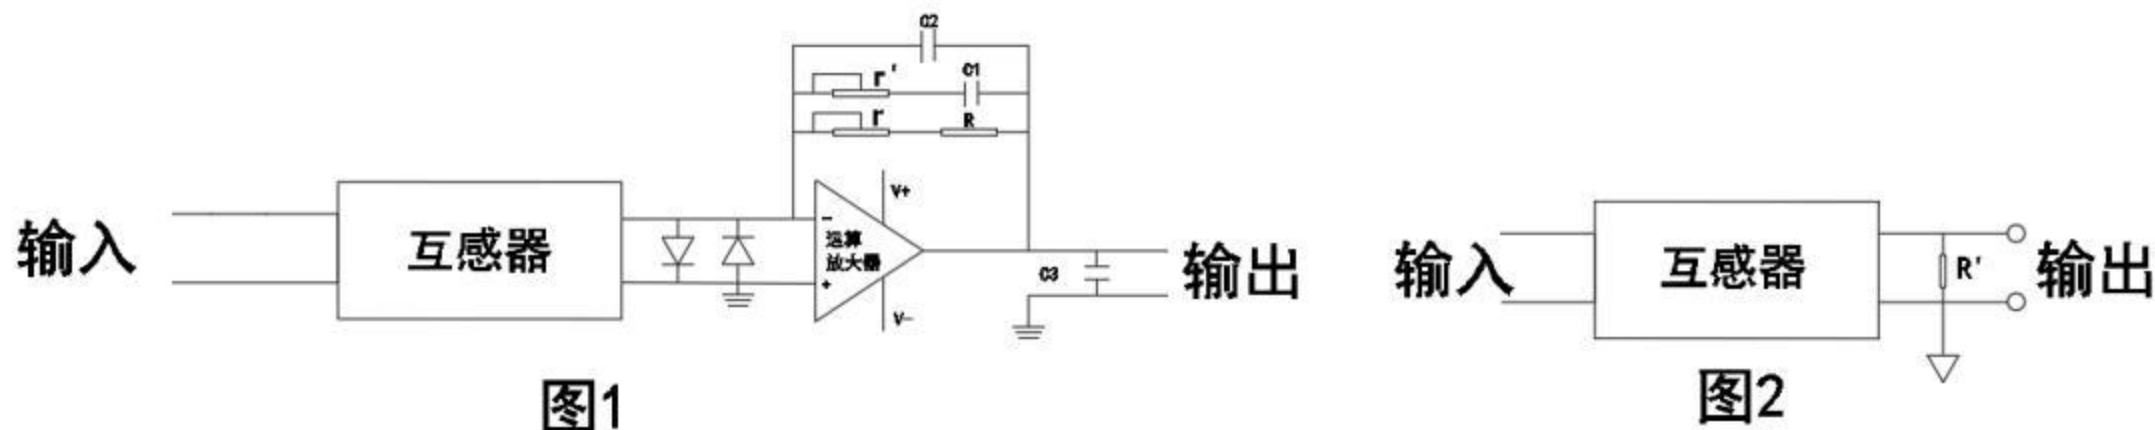 C2
r'
C1
r
R
V+
输入
互感器
-
运算
放大器
+
V-
C3
输出
图1
输入
互感器
R'
输出
图2